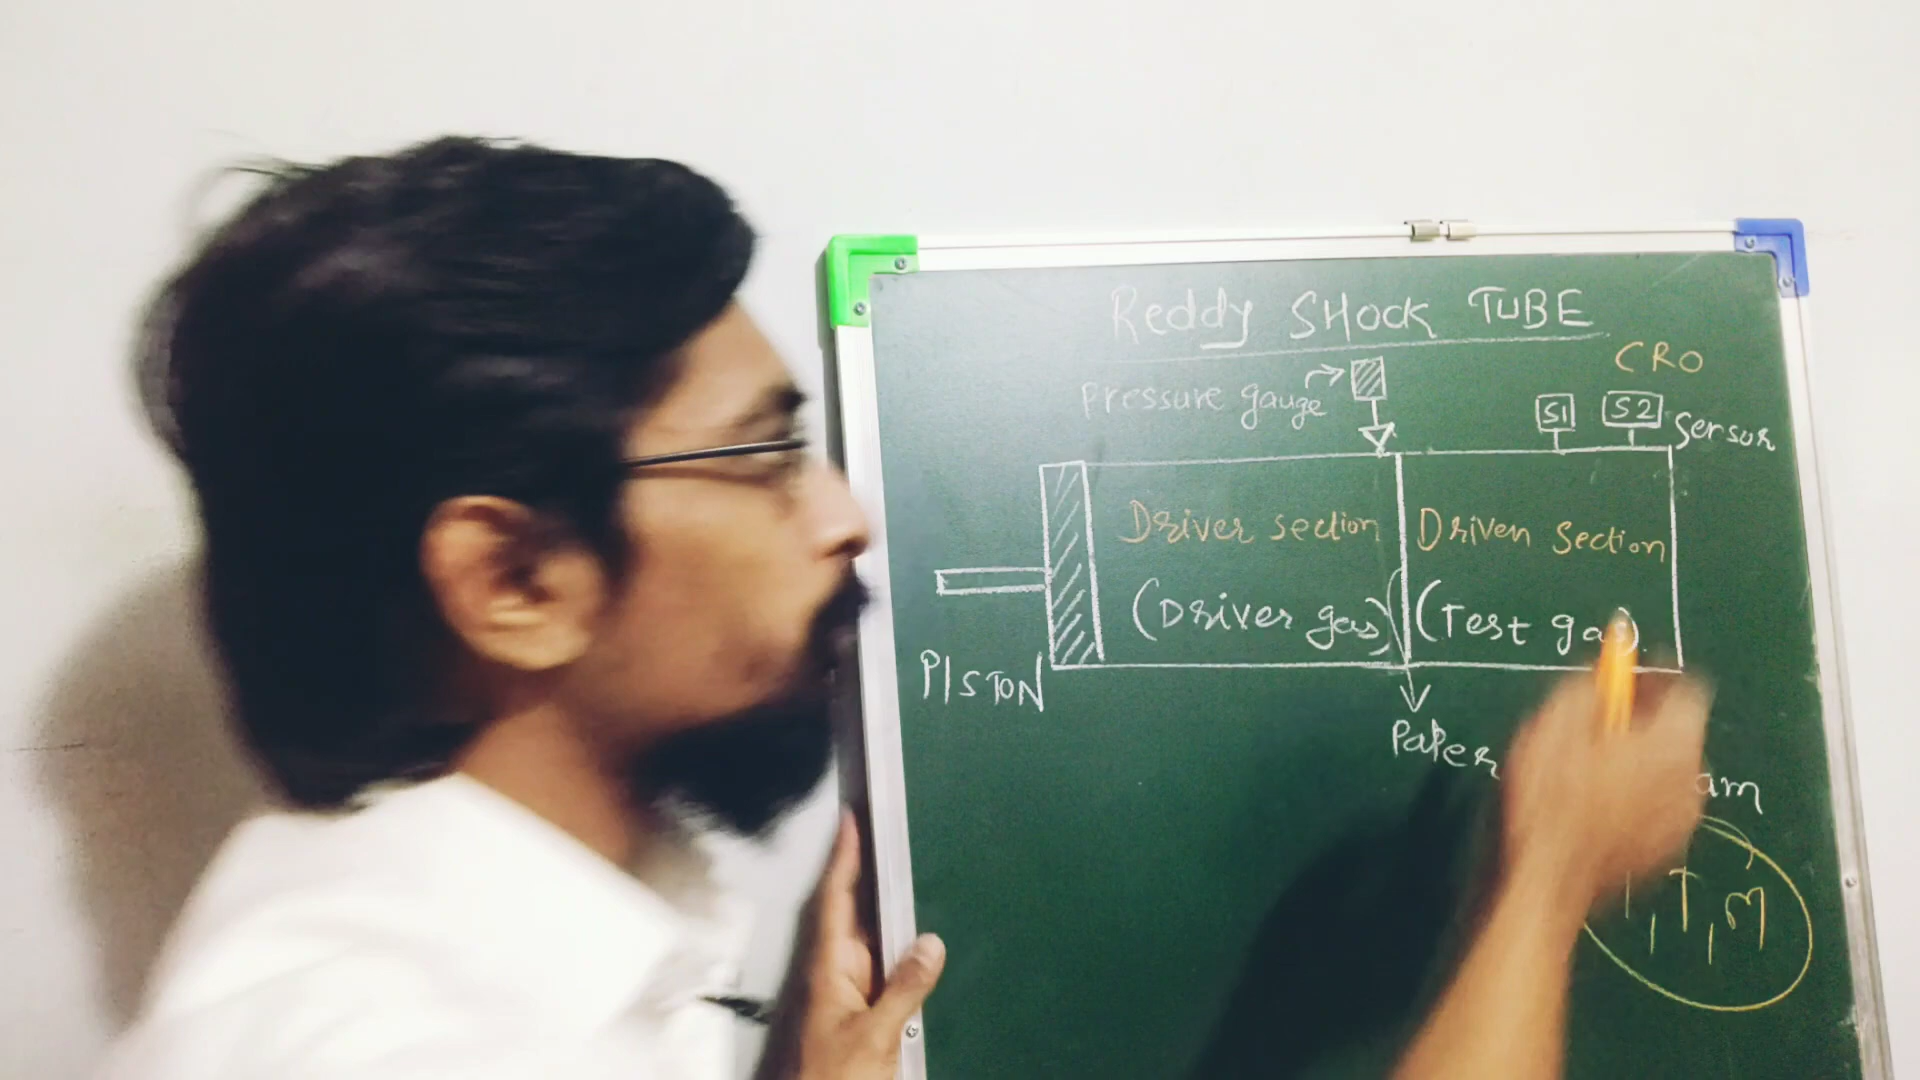 Reddy SHOCK TUBE
CRO
Pressure gauge
S1 S2 Sensor
Driver section Driven Section
(Driver gas) (Test gas)
PISTON
Paper
T, M